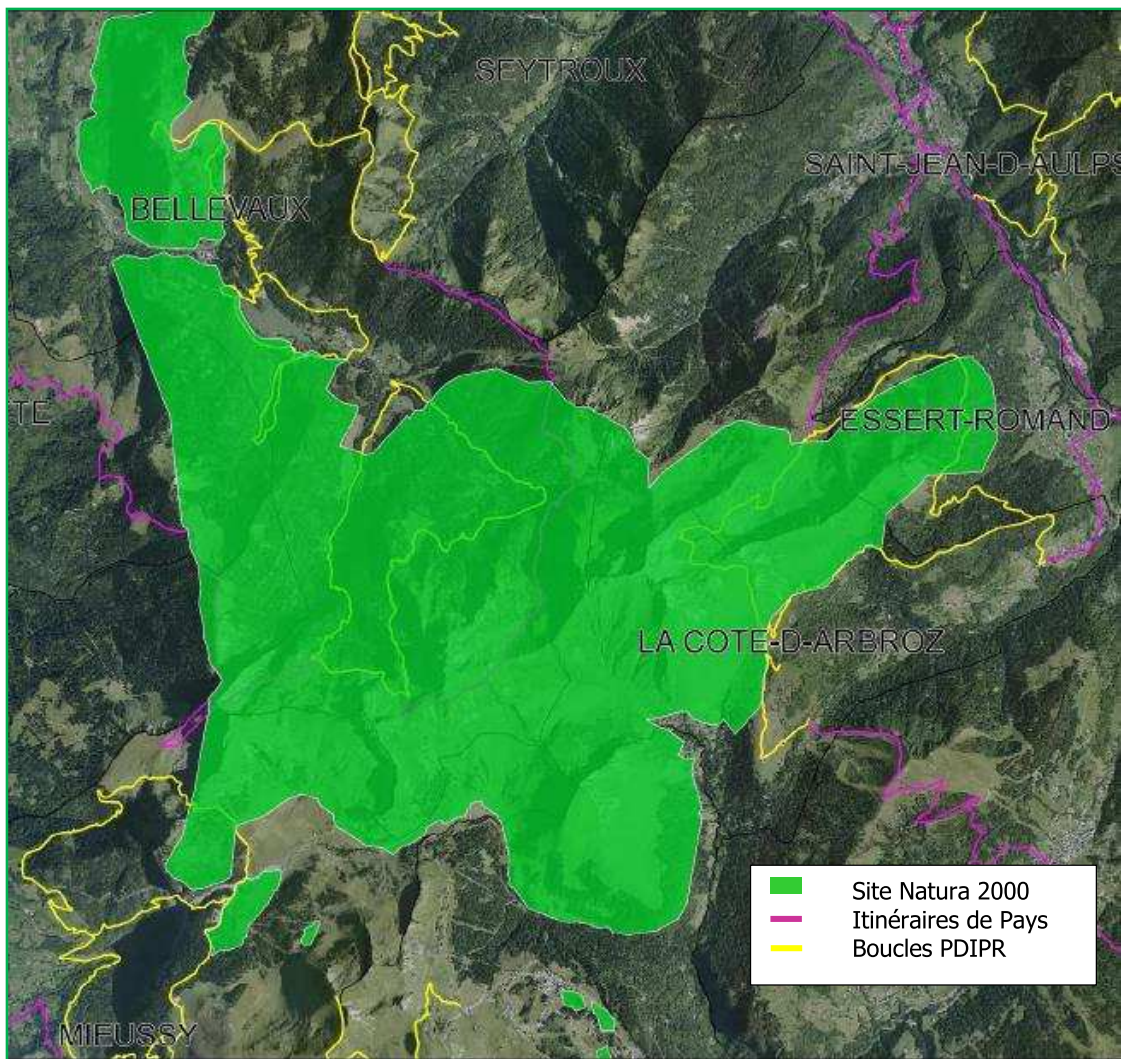 SEYTROUX
SAINT-JEAN-D-AULPS
BELLEVAUX
TE
ESSERT-ROMAND
LA COTE-D-ARBROZ
Site Natura 2000
Itinéraires de Pays
Boucles PDIPR
MIEUSSY